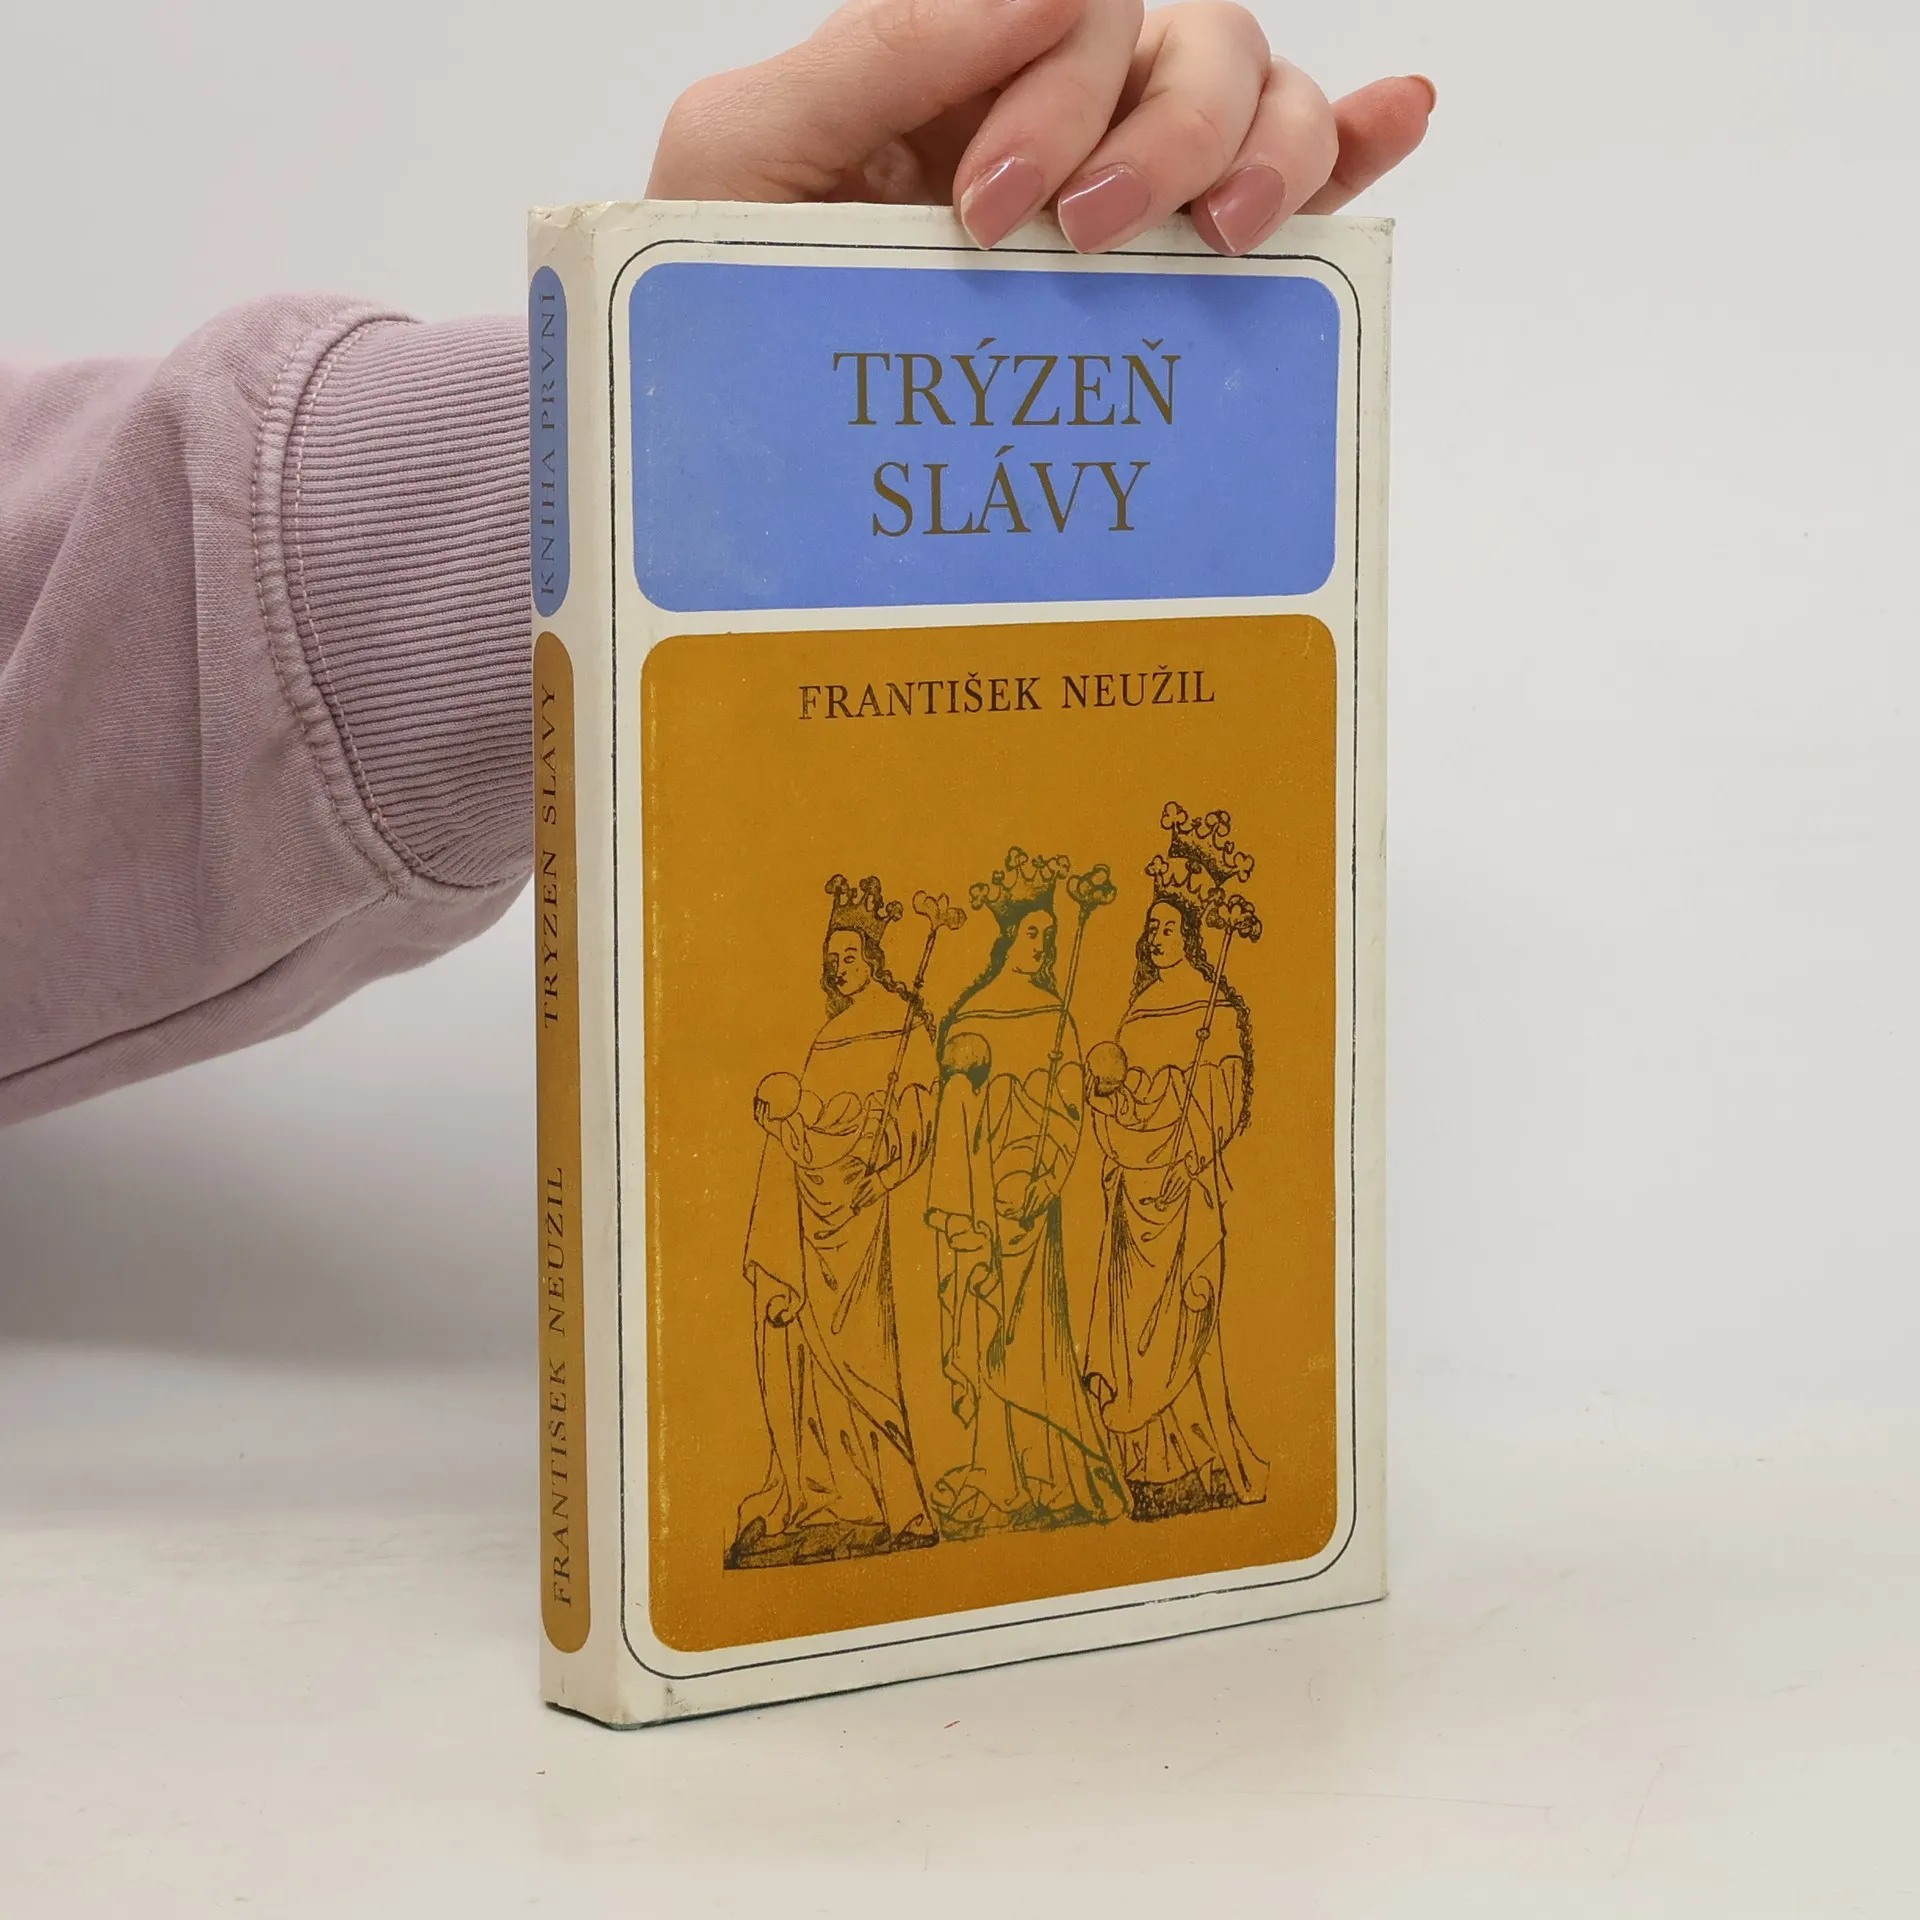 TRÝZEŇ
SLÁVY
FRANTIŠEK NEUŽIL
FRANTIŠEK NEUŽIL TRÝZEŇ SLÁVY KNIHA PRVNÍ